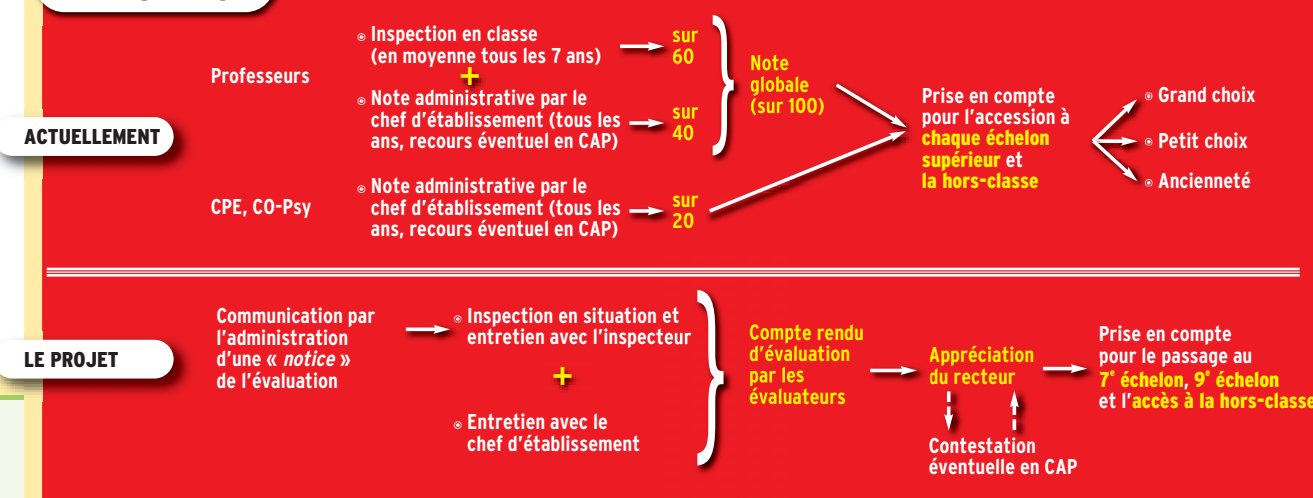 ACTUELLEMENT
Professeurs
Inspection en classe
(en moyenne tous les 7 ans)
sur
60
+
Note administrative par le
chef d'établissement (tous les
ans, recours éventuel en CAP)
sur
40
Note
globale
(sur 100)
CPE, CO-Psy
Note administrative par le
chef d'établissement (tous les
ans, recours éventuel en CAP)
sur
20
Prise en compte
pour l'accession à
chaque échelon
supérieur et
la hors-classe
Grand choix
Petit choix
Ancienneté
LE PROJET
Communication par
l'administration
d'une « notice »
de l'évaluation
Inspection en situation et
entretien avec l'inspecteur
+
Entretien avec le
chef d'établissement
Compte rendu
d'évaluation
par les
évaluateurs
Appréciation
du recteur
Contestation
éventuelle en CAP
Prise en compte
pour le passage au
7e échelon, 9e échelon
et l'accès à la hors-classe